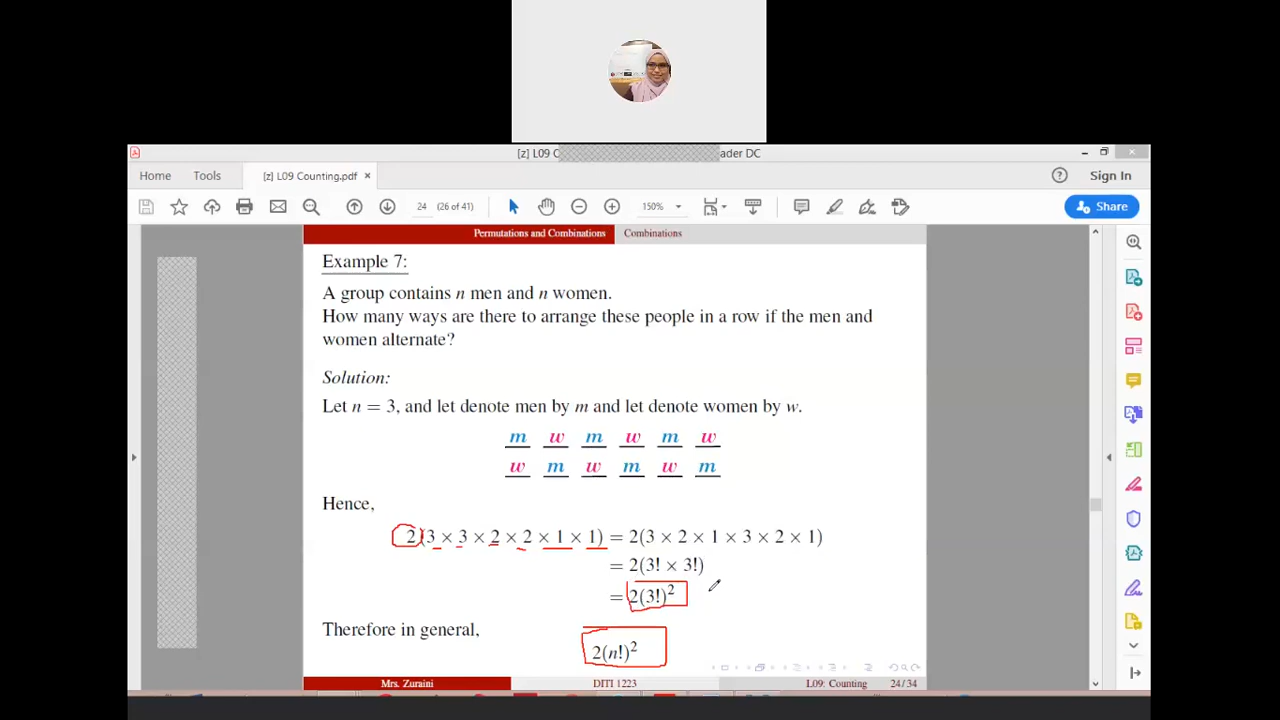 [z] L09 C ader DC
Home Tools [z] L09 Counting.pdf × Sign In
24 (26 of 41) 150% Share
Permutations and Combinations Combinations
Example 7:
A group contains n men and n women.
How many ways are there to arrange these people in a row if the men and
women alternate?
Solution:
Let n = 3, and let denote men by m and let denote women by w.
m w m w m w
w m w m w m
Hence,
2(3 × 3 × 2 × 2 × 1 × 1) = 2(3 × 2 × 1 × 3 × 2 × 1)
= 2(3! × 3!)
= 2(3!)²
Therefore in general,
2(n!)²
Mrs. Zuraini DITI 1223 L09: Counting 24 / 34